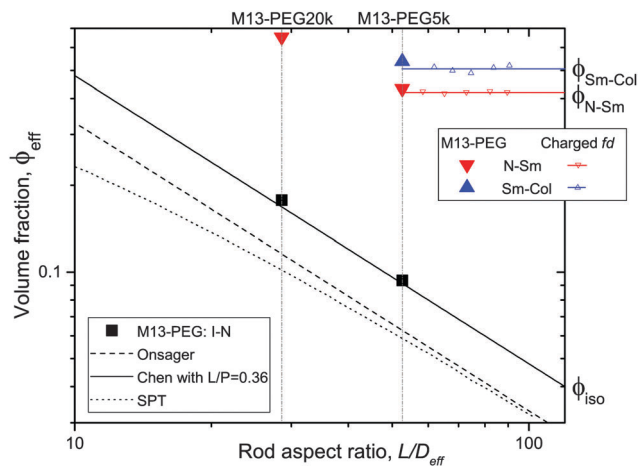 M13-PEG20k
M13-PEG5k
ϕSm-Col
ϕN-Sm
M13-PEG Charged fd
N-Sm
Sm-Col
0.1
Volume fraction, ϕeff
M13-PEG: I-N
Onsager
Chen with L/P=0.36
SPT
ϕiso
10 100
Rod aspect ratio, L/Deff